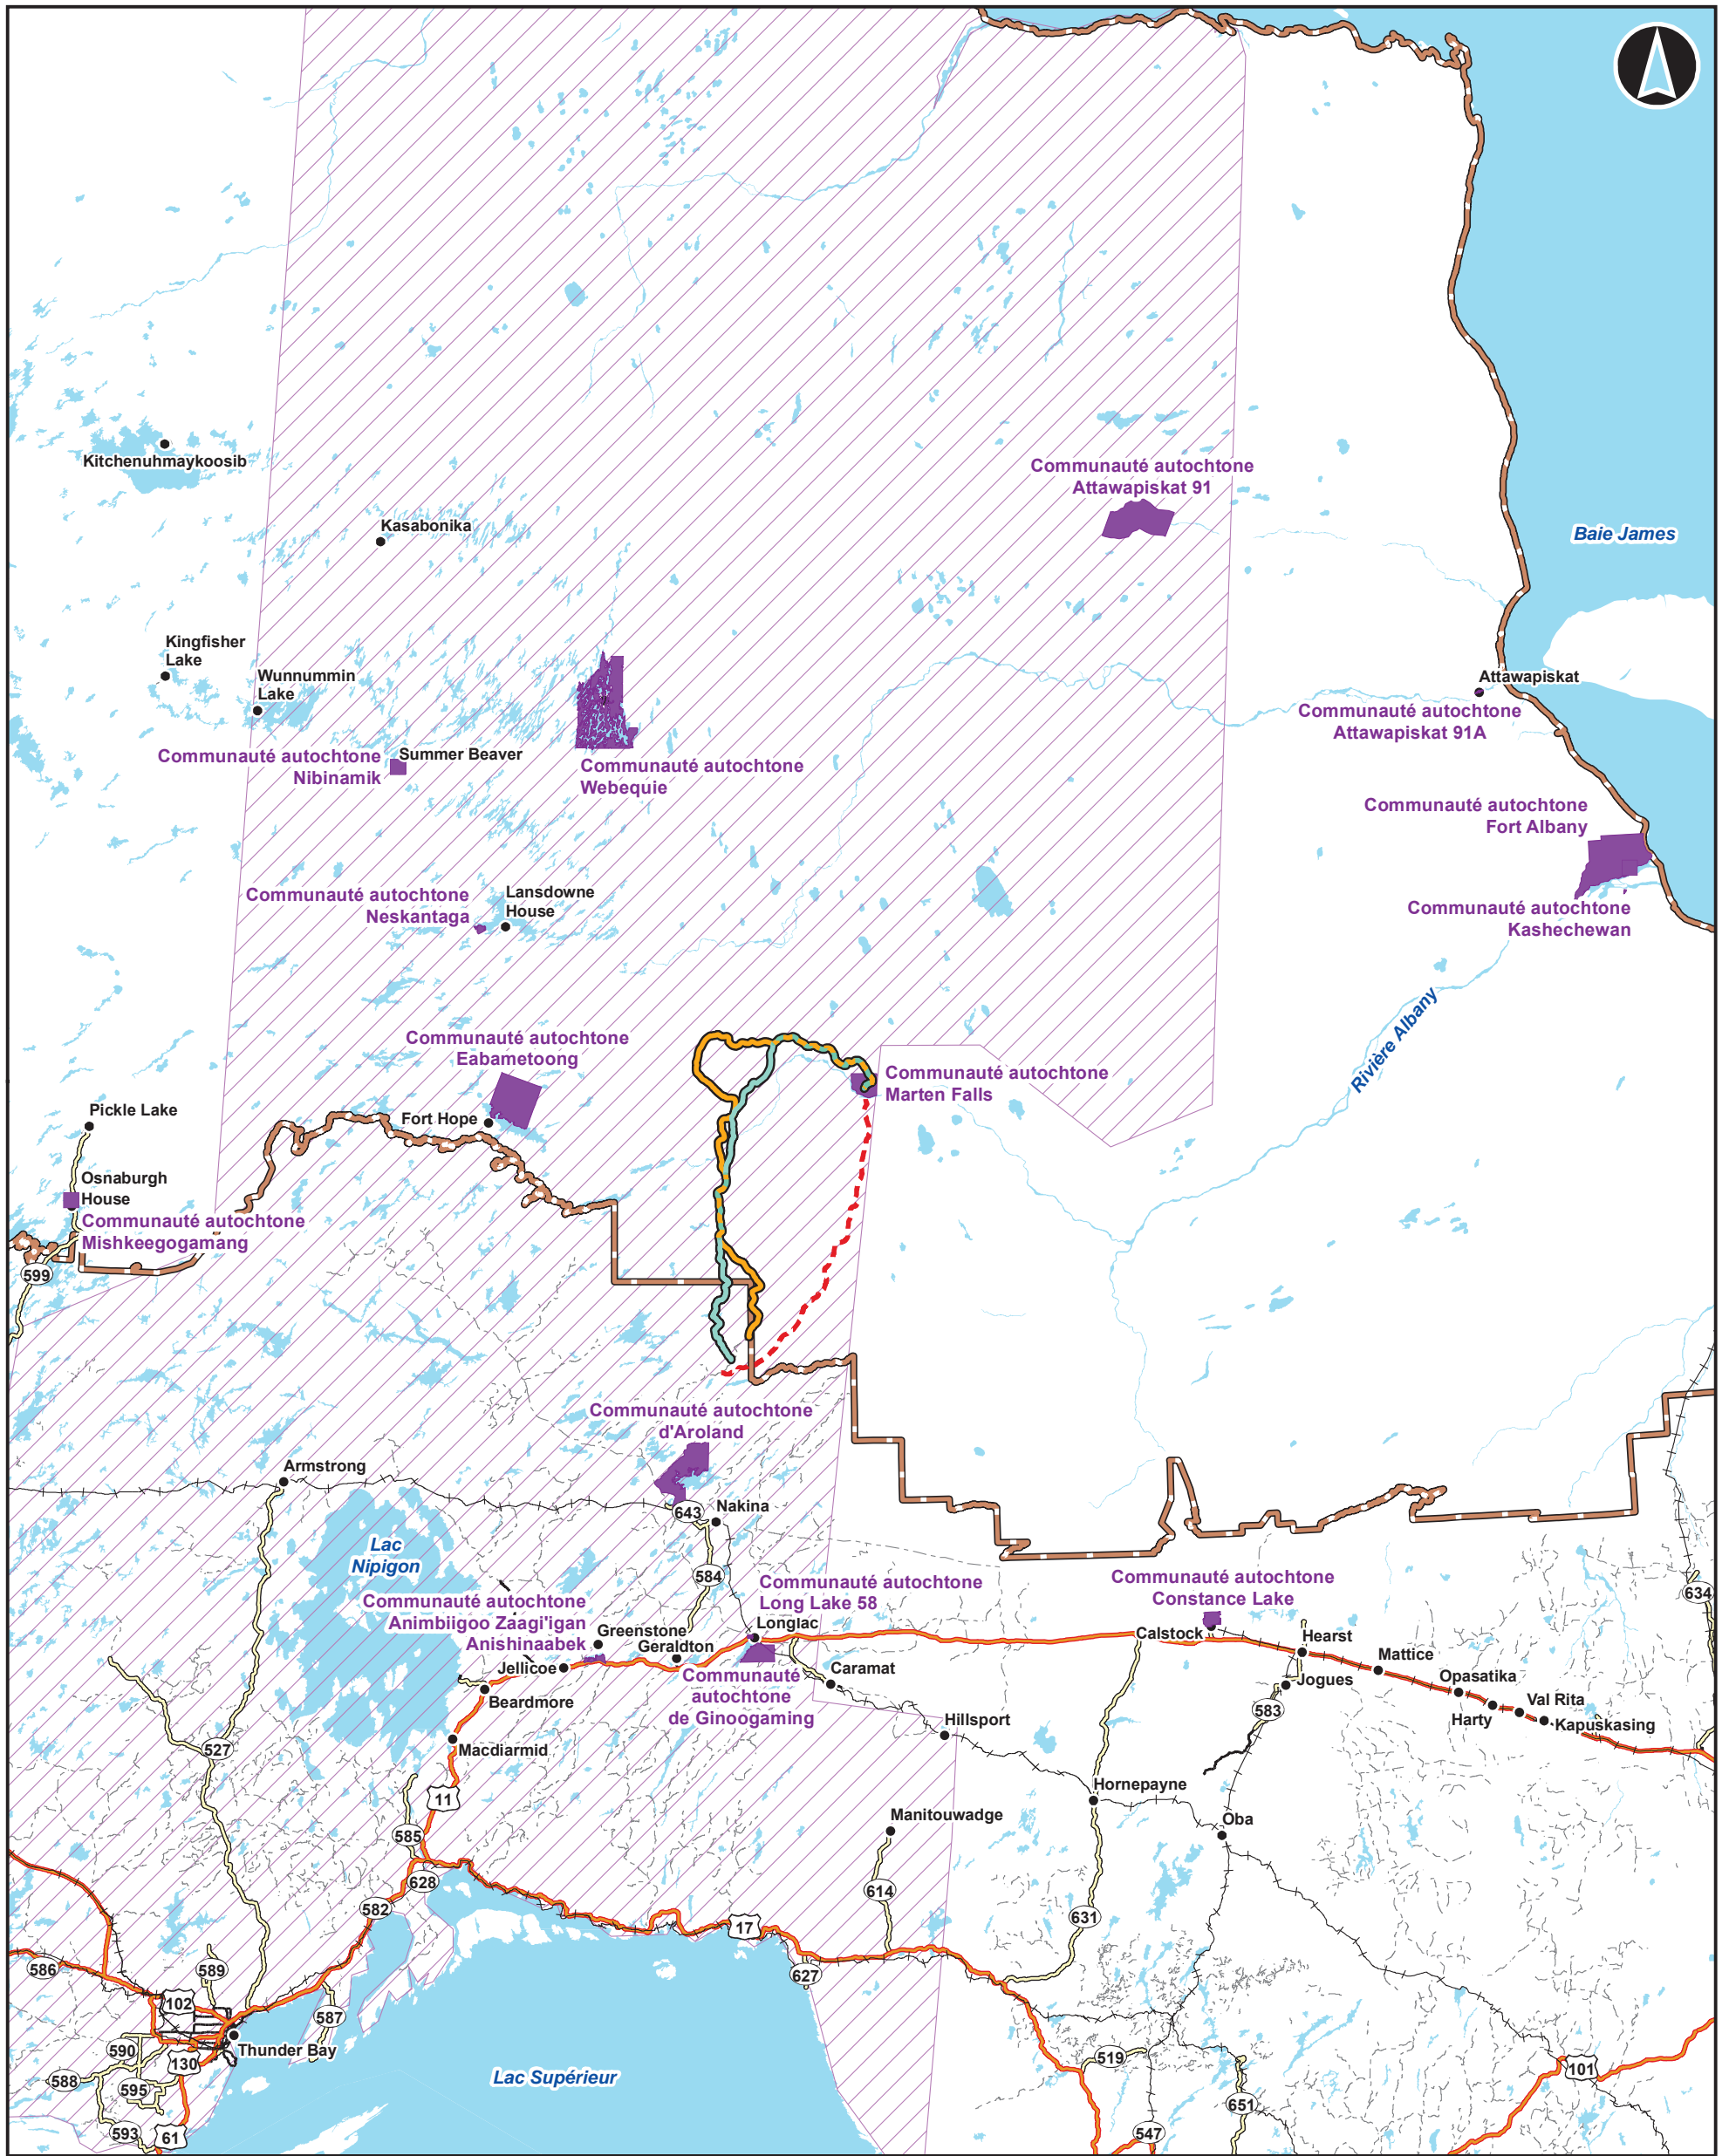 Kitchenuhmaykoosib
Kasabonika
Communauté autochtone
Attawapiskat 91
Baie James
Kingfisher
Lake
Wunnummin
Lake
Attawapiskat
Communauté autochtone
Attawapiskat 91A
Communauté autochtone
Nibinamik
Summer Beaver
Communauté autochtone
Webequie
Communauté autochtone
Fort Albany
Communauté autochtone
Neskantaga
Lansdowne
House
Communauté autochtone
Kashechewan
Rivière Albany
Communauté autochtone
Eabametoong
Communauté autochtone
Marten Falls
Pickle Lake
Fort Hope
Osnaburgh
House
Communauté autochtone
Mishkeegogamang
599
Communauté autochtone
d'Aroland
Armstrong
643
Nakina
Lac
Nipigon
584
Communauté autochtone
Long Lake 58
Communauté autochtone
Constance Lake
634
Communauté autochtone
Animbiigoo Zaagi'igan
Anishinaabek
Greenstone
Geraldton
Longlac
Calstock
Hearst
Jellicoe
Mattice
Communauté
autochtone
de Ginoogaming
Caramat
Jogues
Opasatika
Beardmore
Harty
Val Rita
Kapuskasing
583
Hillsport
527
Macdiarmid
11
Hornepayne
Manitouwadge
Oba
585
628
614
582
17
631
586
589
627
102
587
590
Thunder Bay
130
519
101
588
595
Lac Supérieur
651
593
61
547